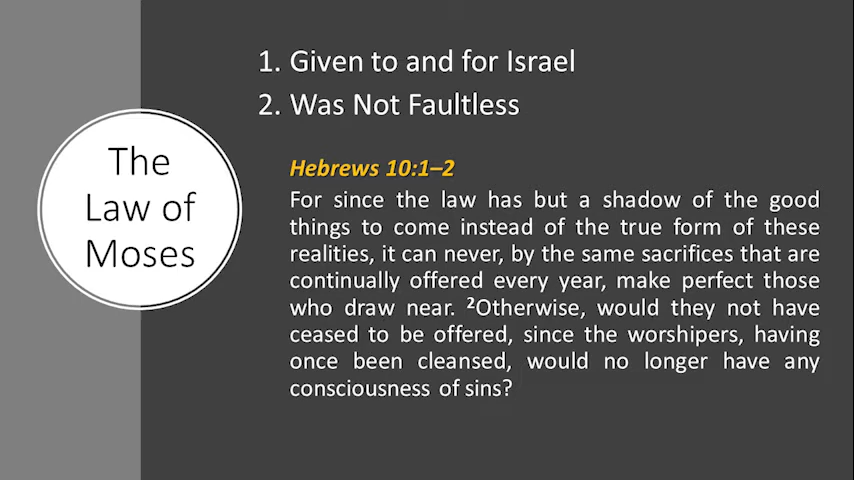 The
Law of
Moses
1. Given to and for Israel
2. Was Not Faultless
Hebrews 10:1–2
For since the law has but a shadow of the good
things to come instead of the true form of these
realities, it can never, by the same sacrifices that are
continually offered every year, make perfect those
who draw near. ²Otherwise, would they not have
ceased to be offered, since the worshipers, having
once been cleansed, would no longer have any
consciousness of sins?